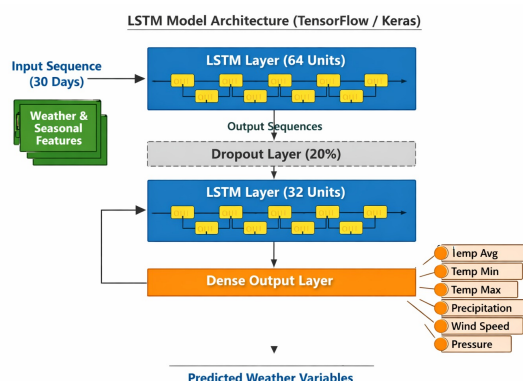 LSTM Model Architecture (TensorFlow / Keras)
Input Sequence
(30 Days)
Weather &
Seasonal
Features
LSTM Layer (64 Units)
Output Sequences
Dropout Layer (20%)
LSTM Layer (32 Units)
Dense Output Layer
Temp Avg
Temp Min
Temp Max
Precipitation
Wind Speed
Pressure
Predicted Weather Variables